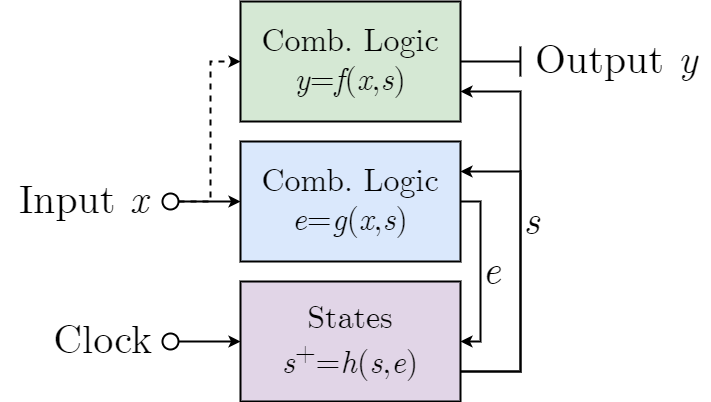 Comb. Logic
y=f(x,s)
Output y
Input x
Comb. Logic
e=g(x,s)
s
e
Clock
States
s⁺=h(s,e)